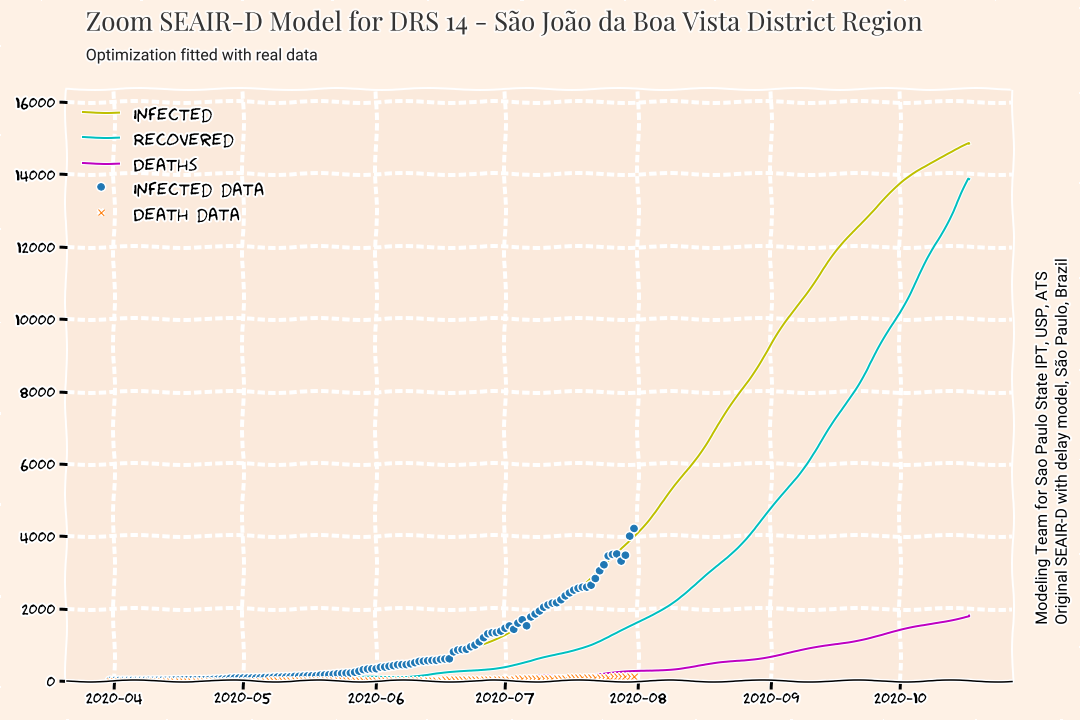 Zoom SEAIR-D Model for DRS 14 - São João da Boa Vista District Region
Optimization fitted with real data
16000
14000
12000
10000
8000
6000
4000
2000
0
INFECTED
RECOVERED
DEATHS
INFECTED DATA
DEATH DATA
2020-04 2020-05 2020-06 2020-07 2020-08 2020-09 2020-10
Modeling Team for Sao Paulo State IPT, USP, ATS
Original SEAIR-D with delay model, São Paulo, Brazil